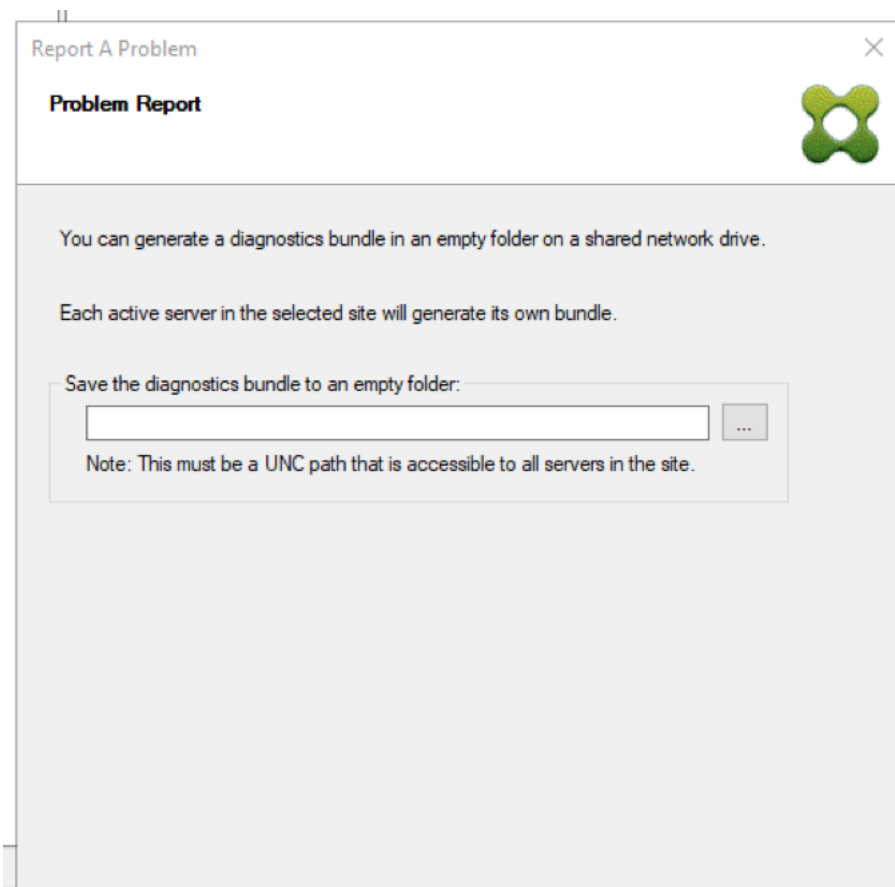 Report A Problem
Problem Report
You can generate a diagnostics bundle in an empty folder on a shared network drive.
Each active server in the selected site will generate its own bundle.
Save the diagnostics bundle to an empty folder:
...
Note: This must be a UNC path that is accessible to all servers in the site.